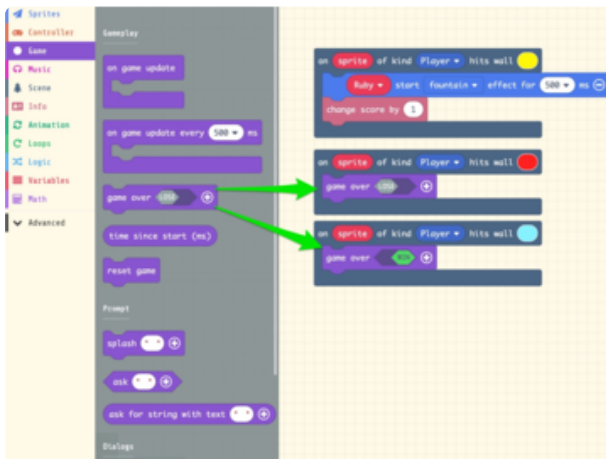 Sprites
Controller
Game
Music
Scene
Info
Animation
Loops
Logic
Variables
Math
Advanced
Gameplay
on game update
on game update every 500 ms
game over LOSE
time since start (ms)
reset game
Prompt
splash " "
ask " "
ask for string with text " "
Dialogs
on sprite of kind Player hits wall
Ruby start fountain effect for 500 ms
change score by 1
on sprite of kind Player hits wall
game over LOSE
on sprite of kind Player hits wall
game over WIN